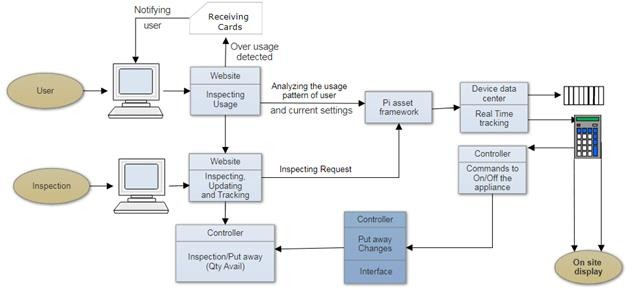 Notifying
user
Receiving
Cards
Over usage
detected
User
Website
Inspecting
Usage
Analyzing the usage
pattern of user
and current settings
Pi asset
framework
Device data
center
Real Time
tracking
Inspection
Website
Inspecting,
Updating
and Tracking
Inspecting Request
Controller
Commands to
On/Off the
appliance
Controller
Inspection/Put away
(Qty Avail)
Controller
Put away
Changes
Interface
On site
display